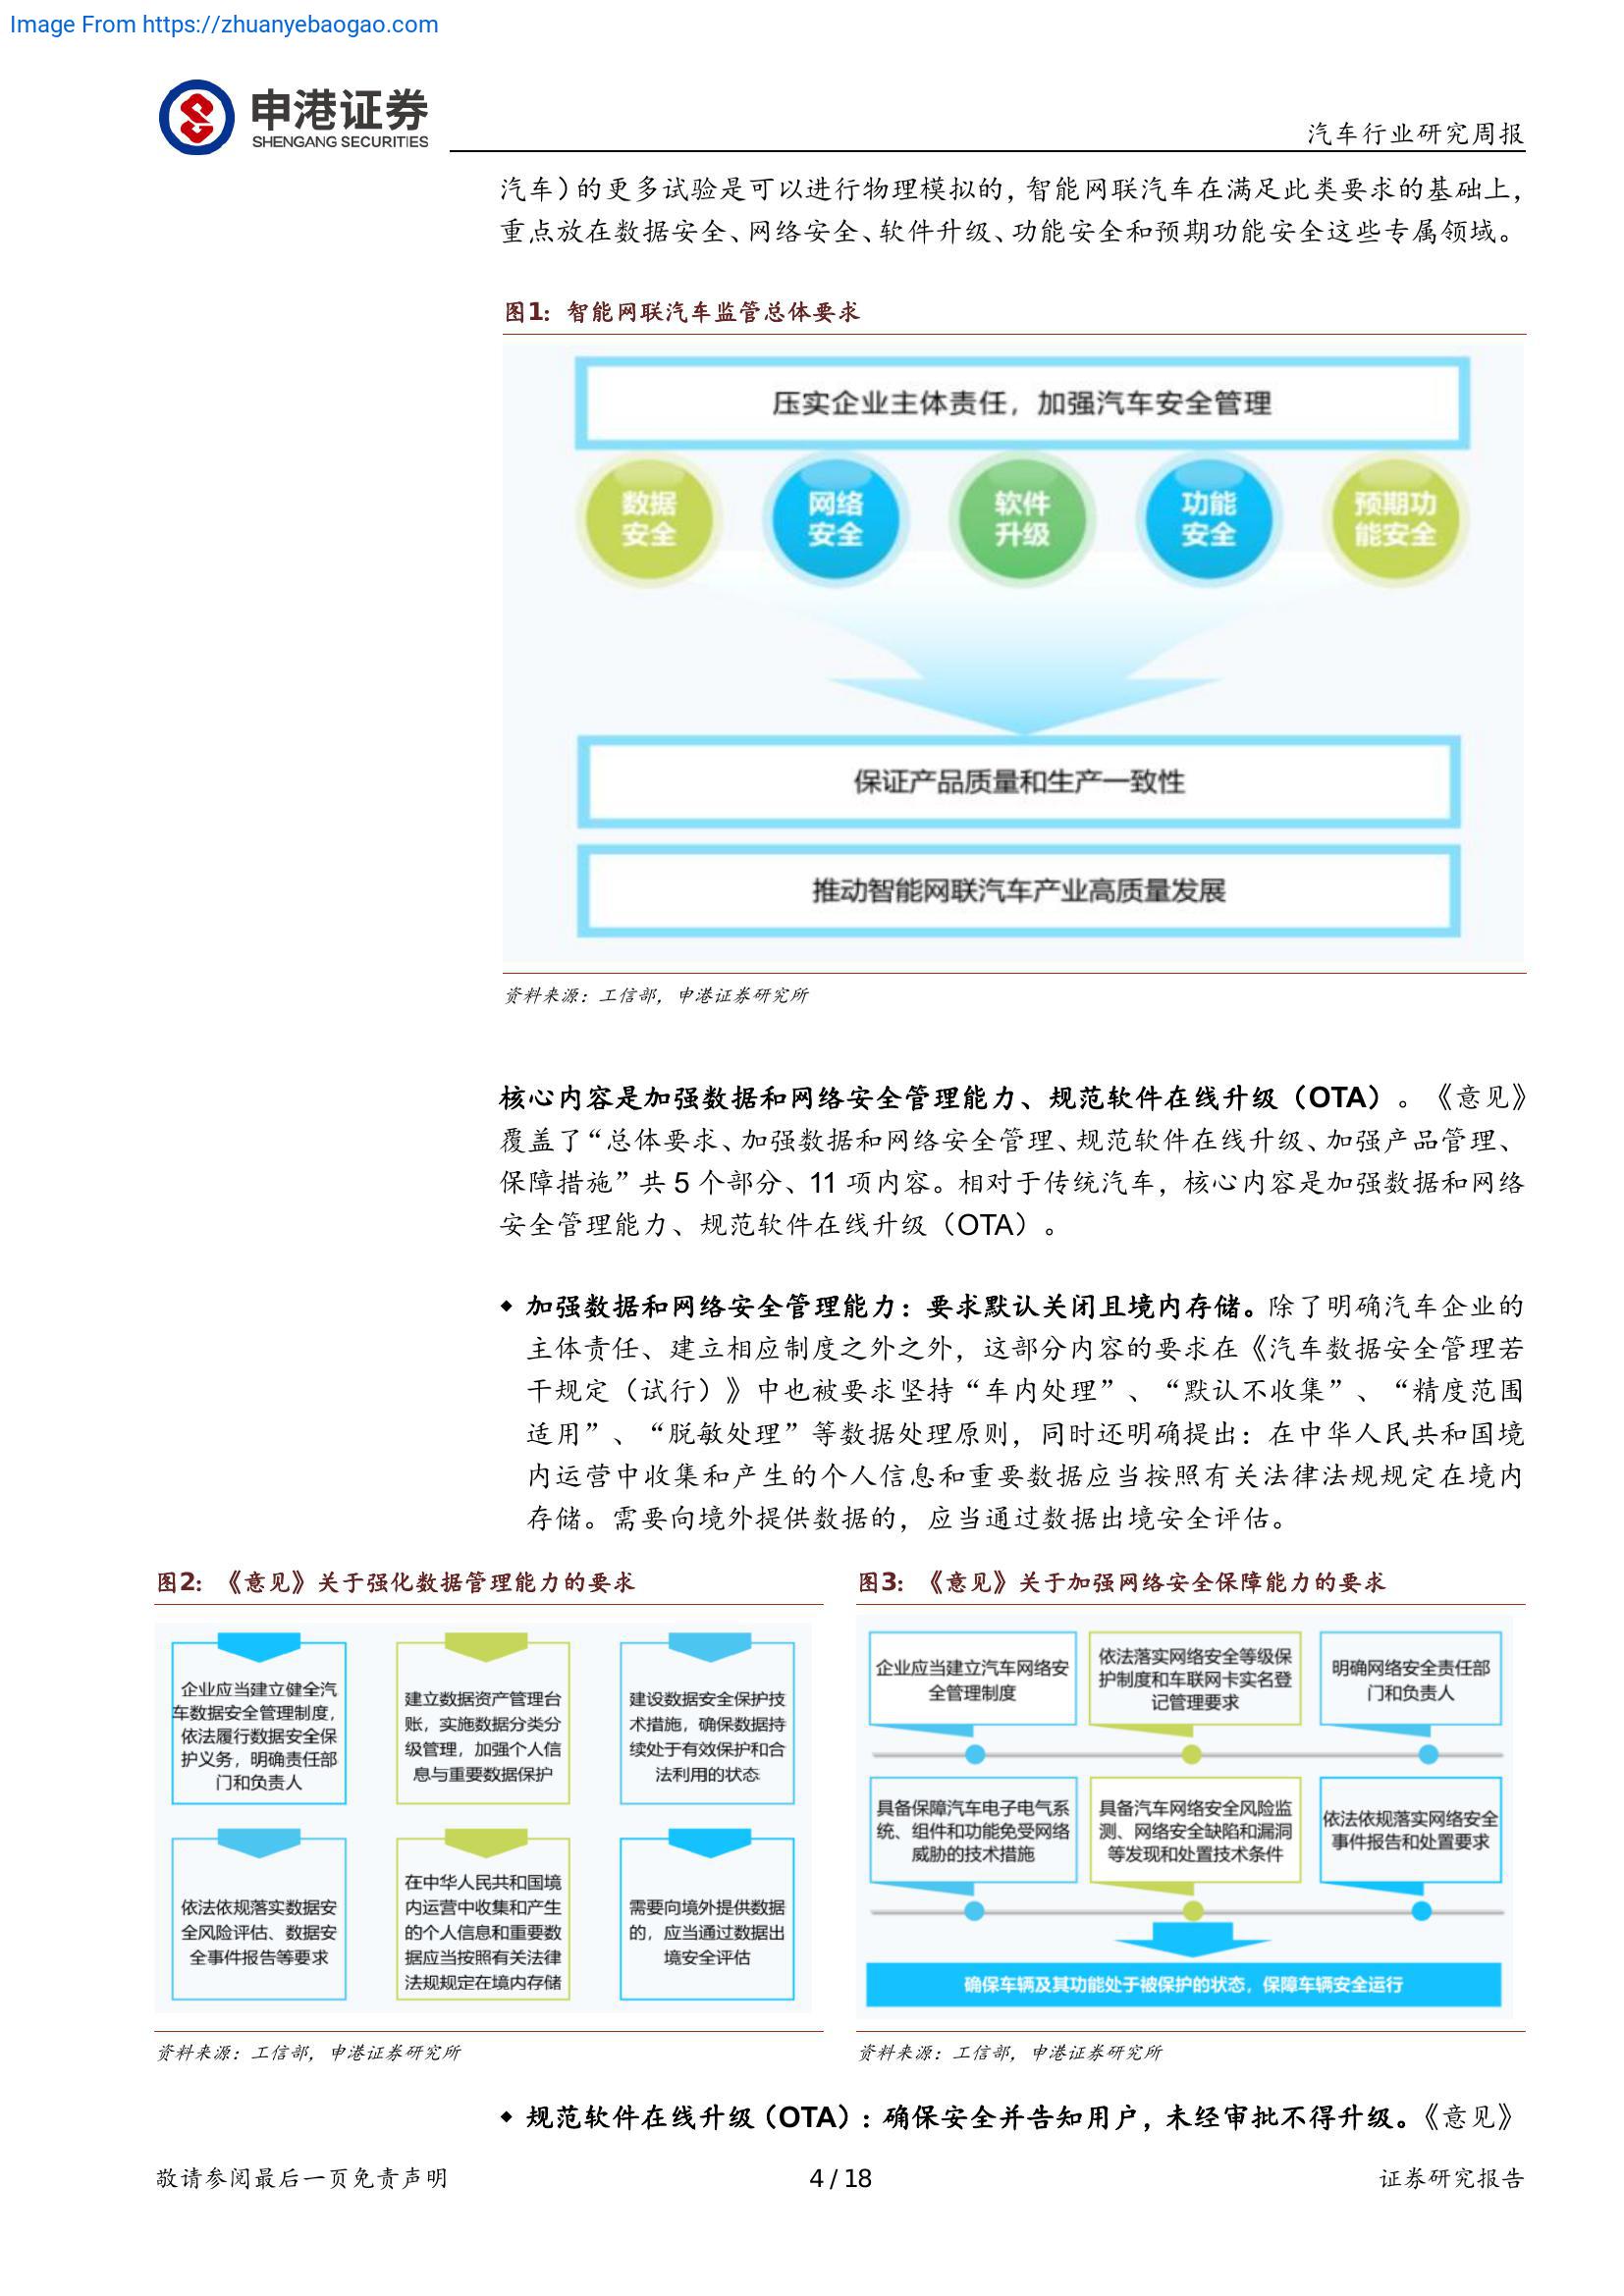 Image From https://zhuanyebaogao.com
申港证券
SHENGANG SECURITIES
汽车行业研究周报
汽车）的更多试验是可以进行物理模拟的，智能网联汽车在满足此类要求的基础上，
重点放在数据安全、网络安全、软件升级、功能安全和预期功能安全这些专属领域。
图1：智能网联汽车监管总体要求
压实企业主体责任，加强汽车安全管理
数据
安全
网络
安全
软件
升级
功能
安全
预期功
能安全
保证产品质量和生产一致性
推动智能网联汽车产业高质量发展
资料来源：工信部，申港证券研究所
核心内容是加强数据和网络安全管理能力、规范软件在线升级（OTA）。《意见》
覆盖了“总体要求、加强数据和网络安全管理、规范软件在线升级、加强产品管理、
保障措施”共 5 个部分、11 项内容。相对于传统汽车，核心内容是加强数据和网络
安全管理能力、规范软件在线升级（OTA）。
◆ 加强数据和网络安全管理能力：要求默认关闭且境内存储。除了明确汽车企业的
主体责任、建立相应制度之外之外，这部分内容的要求在《汽车数据安全管理若
干规定（试行）》中也被要求坚持“车内处理”、“默认不收集”、“精度范围
适用”、“脱敏处理”等数据处理原则，同时还明确提出：在中华人民共和国境
内运营中收集和产生的个人信息和重要数据应当按照有关法律法规规定在境内
存储。需要向境外提供数据的，应当通过数据出境安全评估。
图2：《意见》关于强化数据管理能力的要求
企业应当建立健全汽
车数据安全管理制度，
依法履行数据安全保
护义务，明确责任部
门和负责人
建立数据资产管理台
账，实施数据分类分
级管理，加强个人信
息与重要数据保护
建设数据安全保护技
术措施，确保数据持
续处于有效保护和合
法利用的状态
依法依规落实数据安
全风险评估、数据安
全事件报告等要求
在中华人民共和国境
内运营中收集和产生
的个人信息和重要数
据应当按照有关法律
法规规定在境内存储
需要向境外提供数据
的，应当通过数据出
境安全评估
资料来源：工信部，申港证券研究所
图3：《意见》关于加强网络安全保障能力的要求
企业应当建立汽车网络安
全管理制度
依法落实网络安全等级保
护制度和车联网卡实名登
记管理要求
明确网络安全责任部
门和负责人
具备保障汽车电子电气系
统、组件和功能免受网络
威胁的技术措施
具备汽车网络安全风险监
测、网络安全缺陷和漏洞
等发现和处置技术条件
依法依规落实网络安全
事件报告和处置要求
确保车辆及其功能处于被保护的状态，保障车辆安全运行
资料来源：工信部，申港证券研究所
◆ 规范软件在线升级（OTA）：确保安全并告知用户，未经审批不得升级。《意见》
敬请参阅最后一页免责声明
4 / 18
证券研究报告